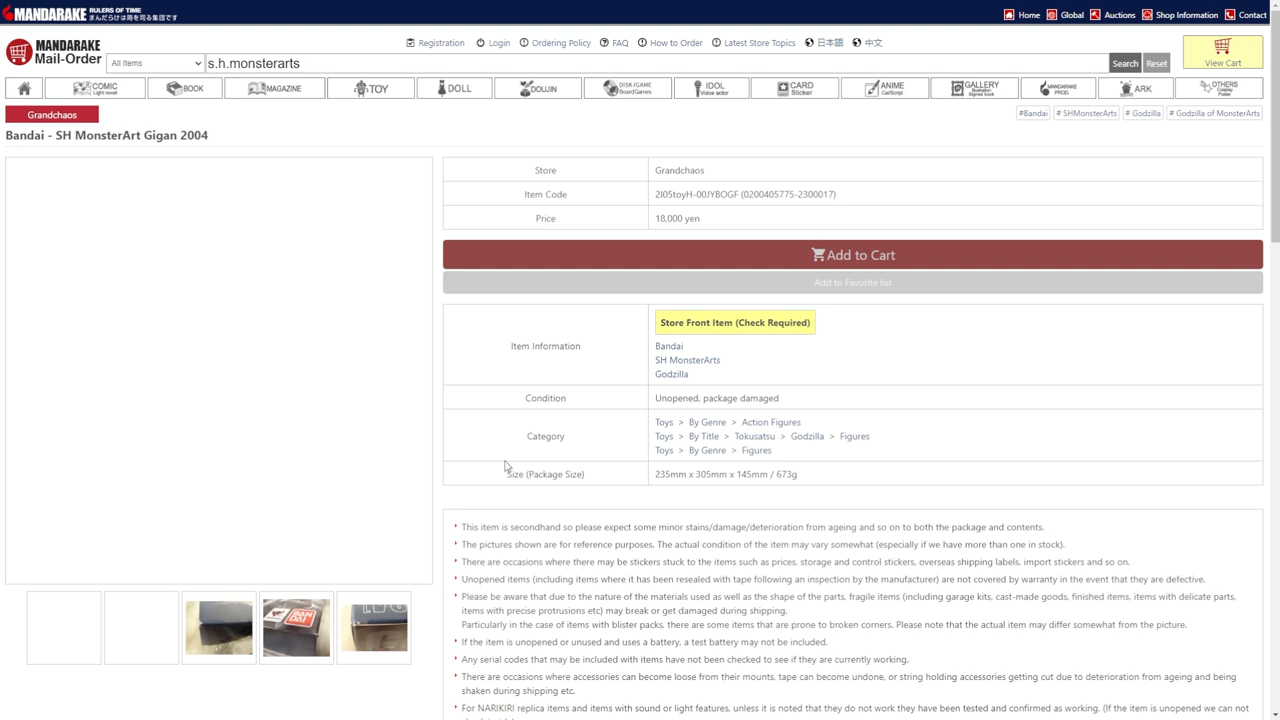 MANDARAKE RULERS OF TIME
まんだらけは時を司る集団です
Home Global Auctions Shop Information Contact
MANDARAKE
Mail-Order
Registration Login Ordering Policy FAQ How to Order Latest Store Topics 日本語 中文
All Items s.h.monsterarts Search Reset View Cart
COMIC BOOK MAGAZINE TOY DOLL DOUJIN DISK/GAME IDOL CARD GALLERY ANIME MANDARAKE ARK OTHERS
Light novel BoardGames Voice actor Sticker Cel/Script Signed book PROD. Cosplay
Poster
Grandchaos
#Bandai # SHMonsterArts # Godzilla # Godzilla of MonsterArts
Bandai - SH MonsterArt Gigan 2004
Store Grandchaos
Item Code 2I05toyH-00JYBOGF (0200405775-2300017)
Price 18,000 yen
Add to Cart
Add to Favorite list
Item Information
Store Front Item (Check Required)
Bandai
SH MonsterArts
Godzilla
Condition Unopened, package damaged
Category
Toys > By Genre > Action Figures
Toys > By Title > Tokusatsu > Godzilla > Figures
Toys > By Genre > Figures
Size (Package Size) 235mm x 305mm x 145mm / 673g
BAN
DAI
This item is secondhand so please expect some minor stains/damage/deterioration from ageing and so on to both the package and contents.
The pictures shown are for reference purposes. The actual condition of the item may vary somewhat (especially if we have more than one in stock).
There are occasions where there may be stickers stuck to the items such as prices, storage and control stickers, overseas shipping labels, import stickers and so on.
Unopened items (including items where it has been resealed with tape following an inspection by the manufacturer) are not covered by warranty in the event that they are defective.
Please be aware that due to the nature of the materials used as well as the shape of the parts, fragile items (including garage kits, cast-made goods, finished items, items with delicate parts,
items with precise protrusions etc) may break or get damaged during shipping.
Particularly in the case of items with blister packs, there are some items that are prone to broken corners. Please note that the actual item may differ somewhat from the picture.
If the item is unopened or unused and uses a battery, a test battery may not be included.
Any serial codes that may be included with items have not been checked to see if they are currently working.
There are occasions where accessories can become loose from their mounts, tape can become undone, or string holding accessories getting cut due to deterioration from ageing and being
shaken during shipping etc.
For NARIKIRI replica items and items with sound or light features, unless it is noted that they do not work they have been tested and confirmed as working. (If the item is unopened we can not